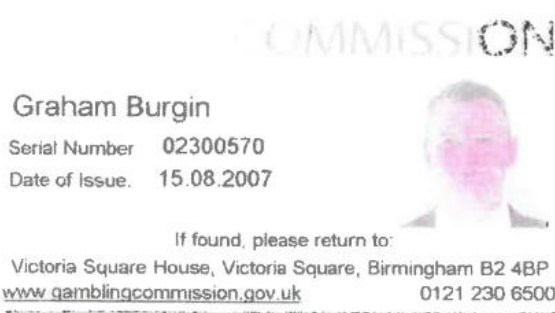 COMMISSION
Graham Burgin
Serial Number 02300570
Date of Issue. 15.08.2007
If found, please return to:
Victoria Square House, Victoria Square, Birmingham B2 4BP
www.gamblingcommission.gov.uk 0121 230 6500